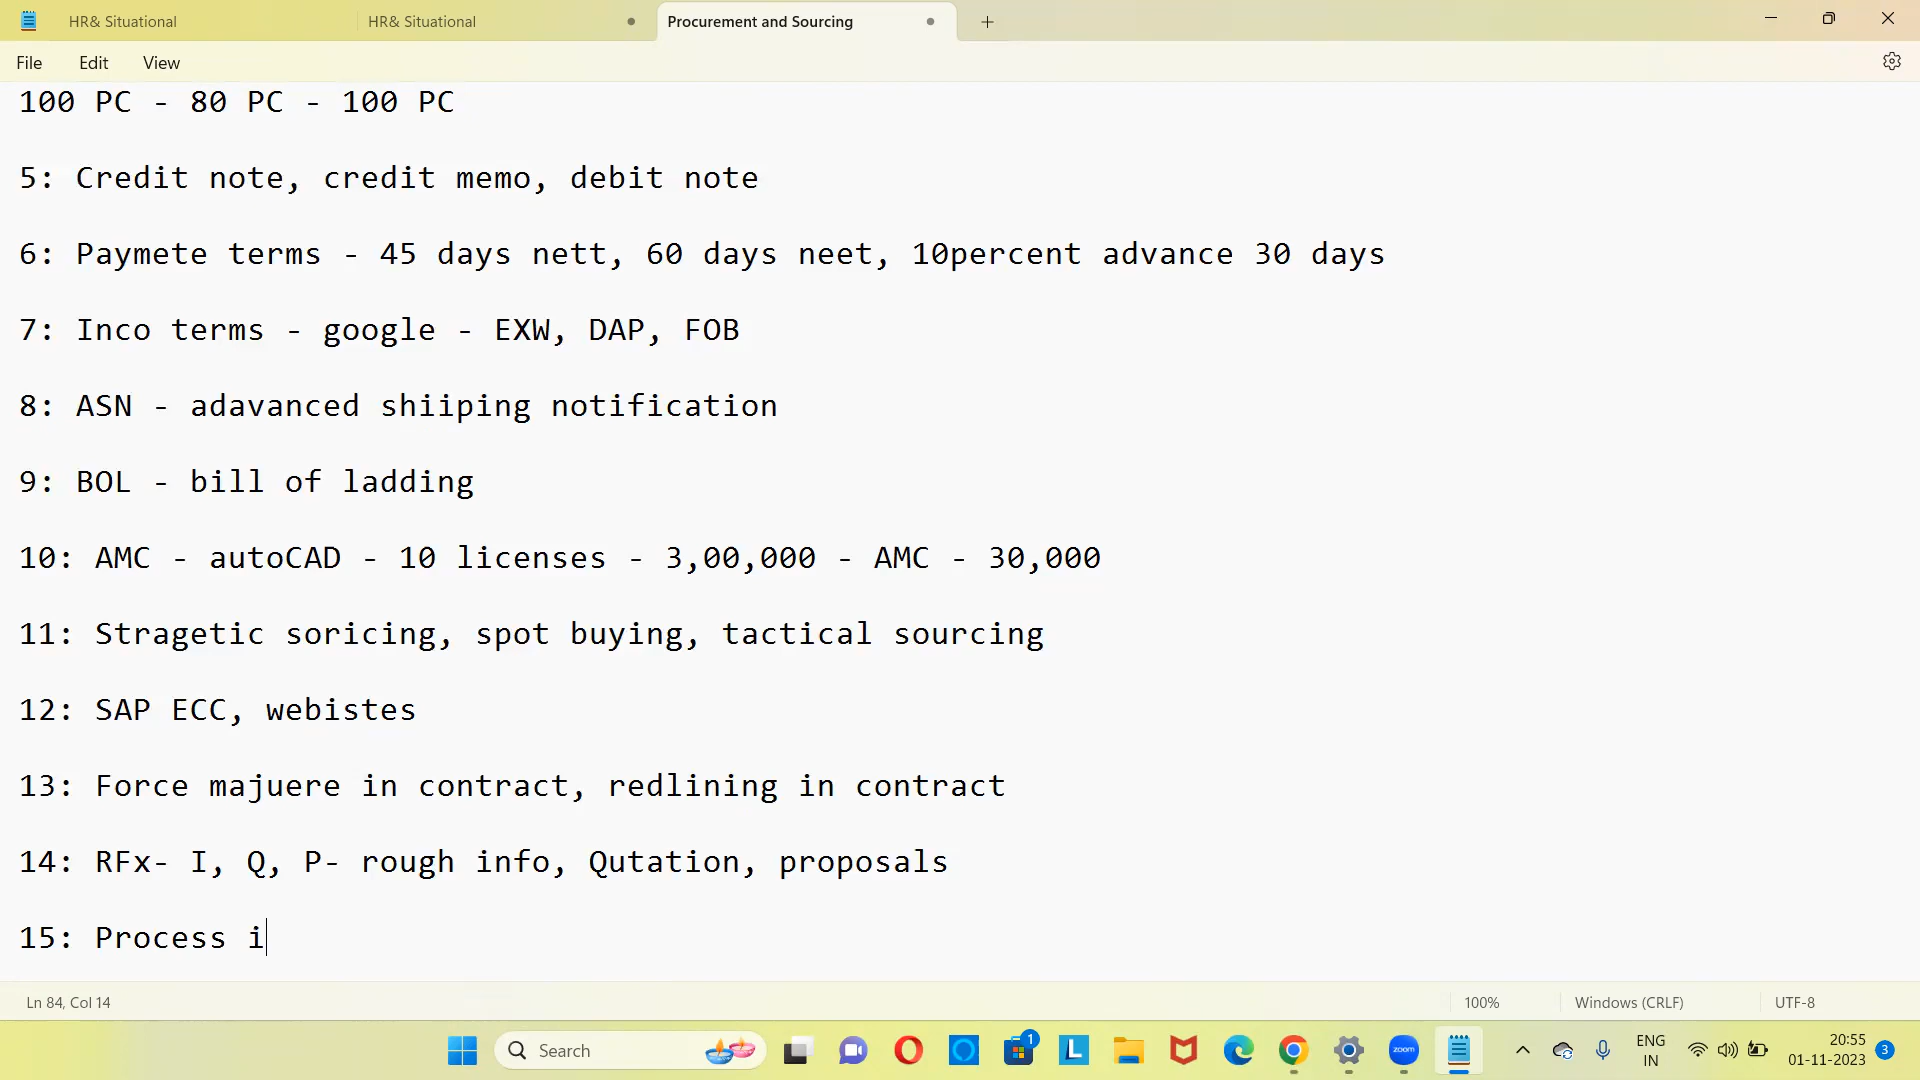 HR& Situational
HR& Situational
Procurement and Sourcing
File Edit View
100 PC - 80 PC - 100 PC
5: Credit note, credit memo, debit note
6: Paymete terms - 45 days nett, 60 days neet, 10percent advance 30 days
7: Inco terms - google - EXW, DAP, FOB
8: ASN - adavanced shiiping notification
9: BOL - bill of ladding
10: AMC - autoCAD - 10 licenses - 3,00,000 - AMC - 30,000
11: Stragetic soricing, spot buying, tactical sourcing
12: SAP ECC, webistes
13: Force majuere in contract, redlining in contract
14: RFx- I, Q, P- rough info, Qutation, proposals
15: Process i
Ln 84, Col 14 100% Windows (CRLF) UTF-8
Search
1
L
zoom
ENG
IN
20:55
01-11-2023
3